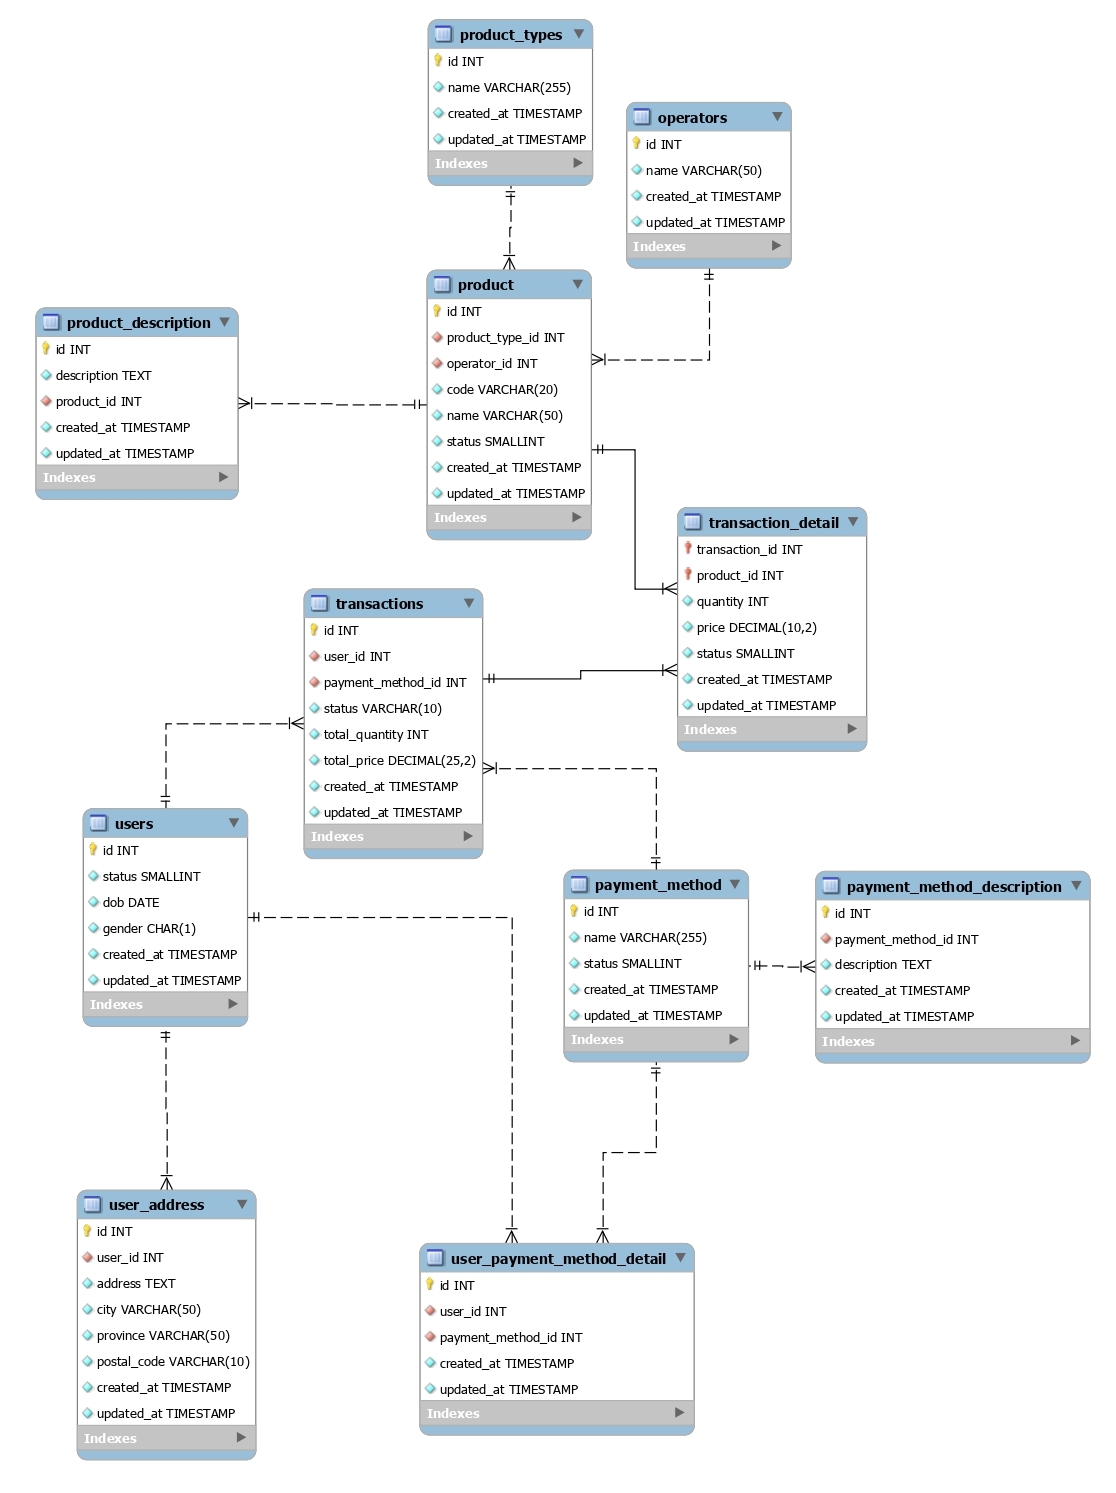 product_types
id INT
name VARCHAR(255)
created_at TIMESTAMP
updated_at TIMESTAMP
Indexes
operators
id INT
name VARCHAR(50)
created_at TIMESTAMP
updated_at TIMESTAMP
Indexes
product
id INT
product_type_id INT
operator_id INT
code VARCHAR(20)
name VARCHAR(50)
status SMALLINT
created_at TIMESTAMP
updated_at TIMESTAMP
Indexes
product_description
id INT
description TEXT
product_id INT
created_at TIMESTAMP
updated_at TIMESTAMP
Indexes
transaction_detail
transaction_id INT
product_id INT
quantity INT
price DECIMAL(10,2)
status SMALLINT
created_at TIMESTAMP
updated_at TIMESTAMP
Indexes
transactions
id INT
user_id INT
payment_method_id INT
status VARCHAR(10)
total_quantity INT
total_price DECIMAL(25,2)
created_at TIMESTAMP
updated_at TIMESTAMP
Indexes
users
id INT
status SMALLINT
dob DATE
gender CHAR(1)
created_at TIMESTAMP
updated_at TIMESTAMP
Indexes
payment_method
id INT
name VARCHAR(255)
status SMALLINT
created_at TIMESTAMP
updated_at TIMESTAMP
Indexes
payment_method_description
id INT
payment_method_id INT
description TEXT
created_at TIMESTAMP
updated_at TIMESTAMP
Indexes
user_address
id INT
user_id INT
address TEXT
city VARCHAR(50)
province VARCHAR(50)
postal_code VARCHAR(10)
created_at TIMESTAMP
updated_at TIMESTAMP
Indexes
user_payment_method_detail
id INT
user_id INT
payment_method_id INT
created_at TIMESTAMP
updated_at TIMESTAMP
Indexes